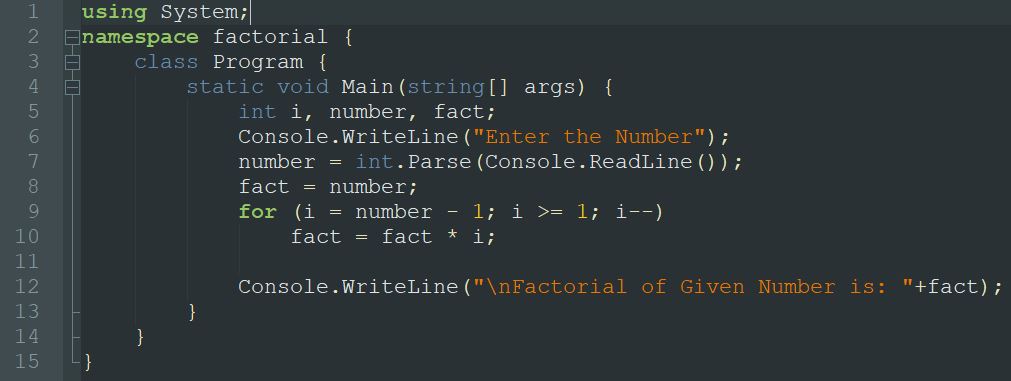 1 using System;
2 namespace factorial {
3     class Program {
4         static void Main(string[] args) {
5             int i, number, fact;
6             Console.WriteLine("Enter the Number");
7             number = int.Parse(Console.ReadLine());
8             fact = number;
9             for (i = number - 1; i >= 1; i--)
10                 fact = fact * i;
11
12             Console.WriteLine("\nFactorial of Given Number is: "+fact);
13         }
14     }
15 }